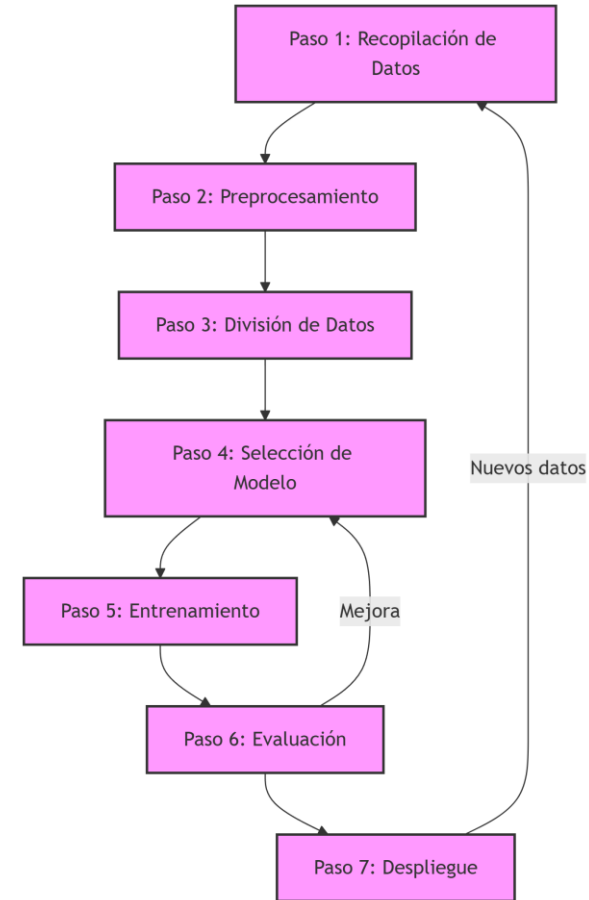 Paso 1: Recopilación de
Datos
Paso 2: Preprocesamiento
Paso 3: División de Datos
Paso 4: Selección de
Modelo
Nuevos datos
Paso 5: Entrenamiento
Mejora
Paso 6: Evaluación
Paso 7: Despliegue